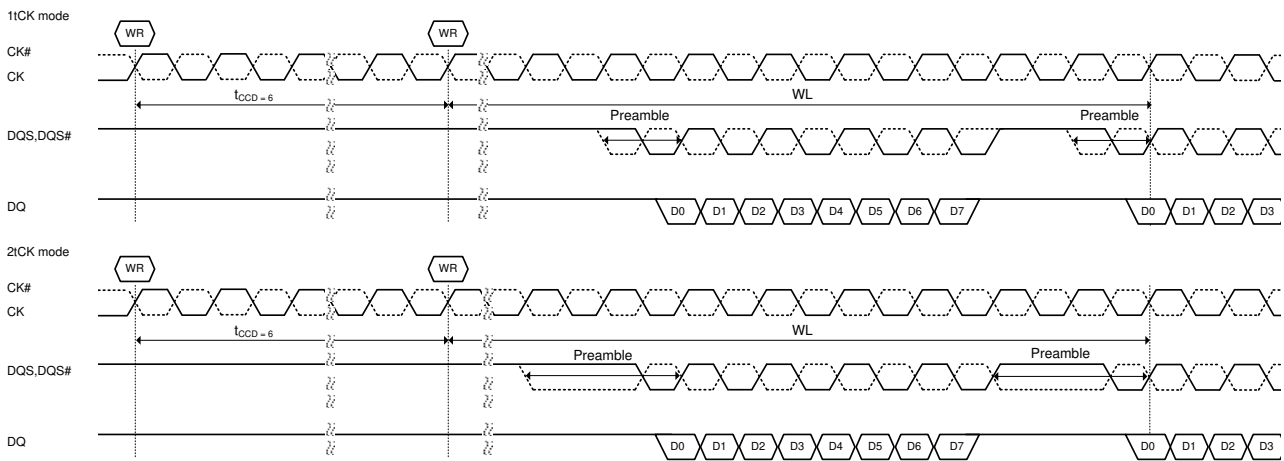 1tCK mode
WR WR
CK#
CK
tCCD = 6 WL
Preamble Preamble
DQS,DQS#
DQ D0 D1 D2 D3 D4 D5 D6 D7 D0 D1 D2 D3
2tCK mode
WR WR
CK#
CK
tCCD = 6 WL
Preamble Preamble
DQS,DQS#
DQ D0 D1 D2 D3 D4 D5 D6 D7 D0 D1 D2 D3